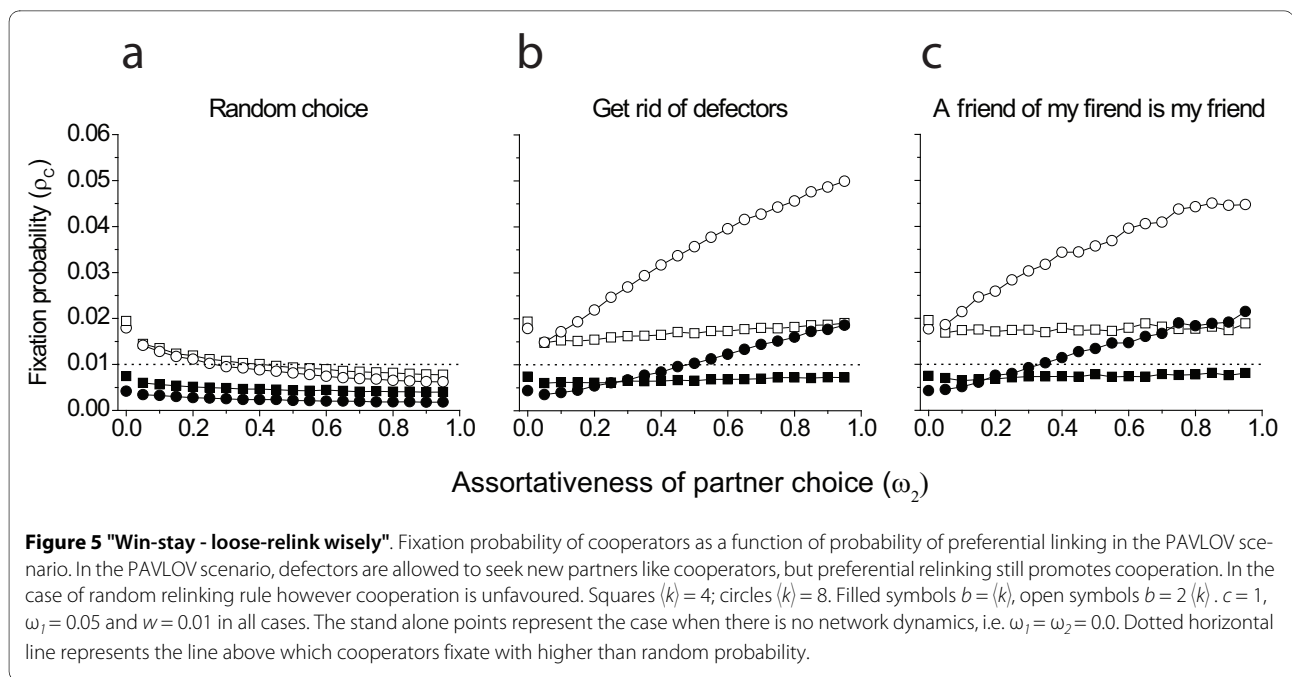 a
b
c
Random choice
Get rid of defectors
A friend of my firend is my friend
Fixation probability (ρC)
0.06
0.05
0.04
0.03
0.02
0.01
0.00
0.0 0.2 0.4 0.6 0.8 1.0
0.0 0.2 0.4 0.6 0.8 1.0
0.0 0.2 0.4 0.6 0.8 1.0
Assortativeness of partner choice (ω2)
Figure 5 "Win-stay - loose-relink wisely". Fixation probability of cooperators as a function of probability of preferential linking in the PAVLOV sce-
nario. In the PAVLOV scenario, defectors are allowed to seek new partners like cooperators, but preferential relinking still promotes cooperation. In the
case of random relinking rule however cooperation is unfavoured. Squares ⟨k⟩ = 4; circles ⟨k⟩ = 8. Filled symbols b = ⟨k⟩, open symbols b = 2 ⟨k⟩ . c = 1,
ω1 = 0.05 and w = 0.01 in all cases. The stand alone points represent the case when there is no network dynamics, i.e. ω1 = ω2 = 0.0. Dotted horizontal
line represents the line above which cooperators fixate with higher than random probability.